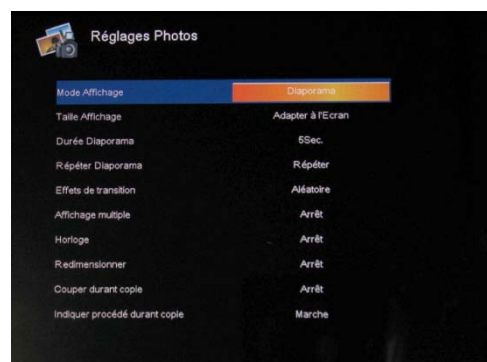 Réglages Photos
Mode Affichage Diaporama
Taille Affichage Adapter à l'Ecran
Durée Diaporama 5Sec.
Répéter Diaporama Répéter
Effets de transition Aléatoire
Affichage multiple Arrêt
Horloge Arrêt
Redimensionner Arrêt
Couper durant copie Arrêt
Indiquer procédé durant copie Marche